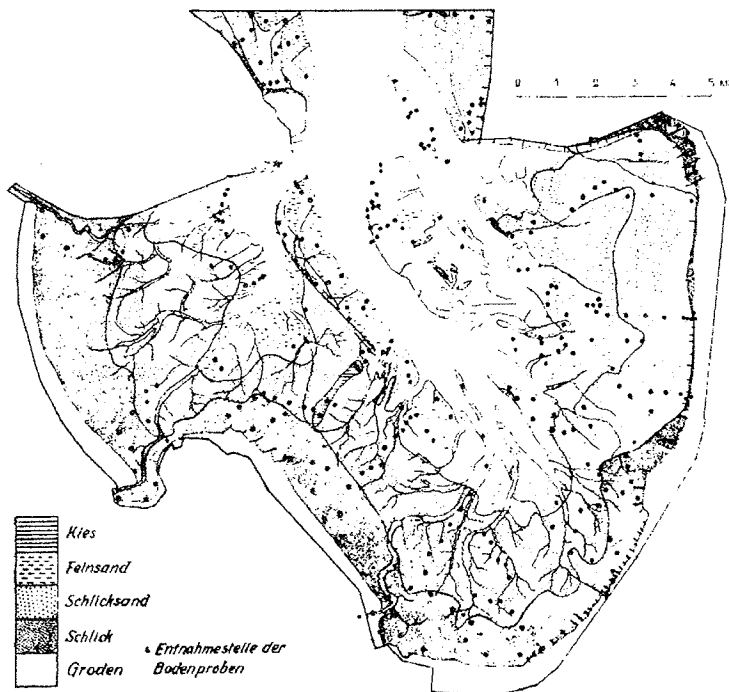 0 1 2 3 4 5 KM
Kies
Feinsand
Schlicksand
Schlick
Groden
Entnahmestelle der
Bodenproben